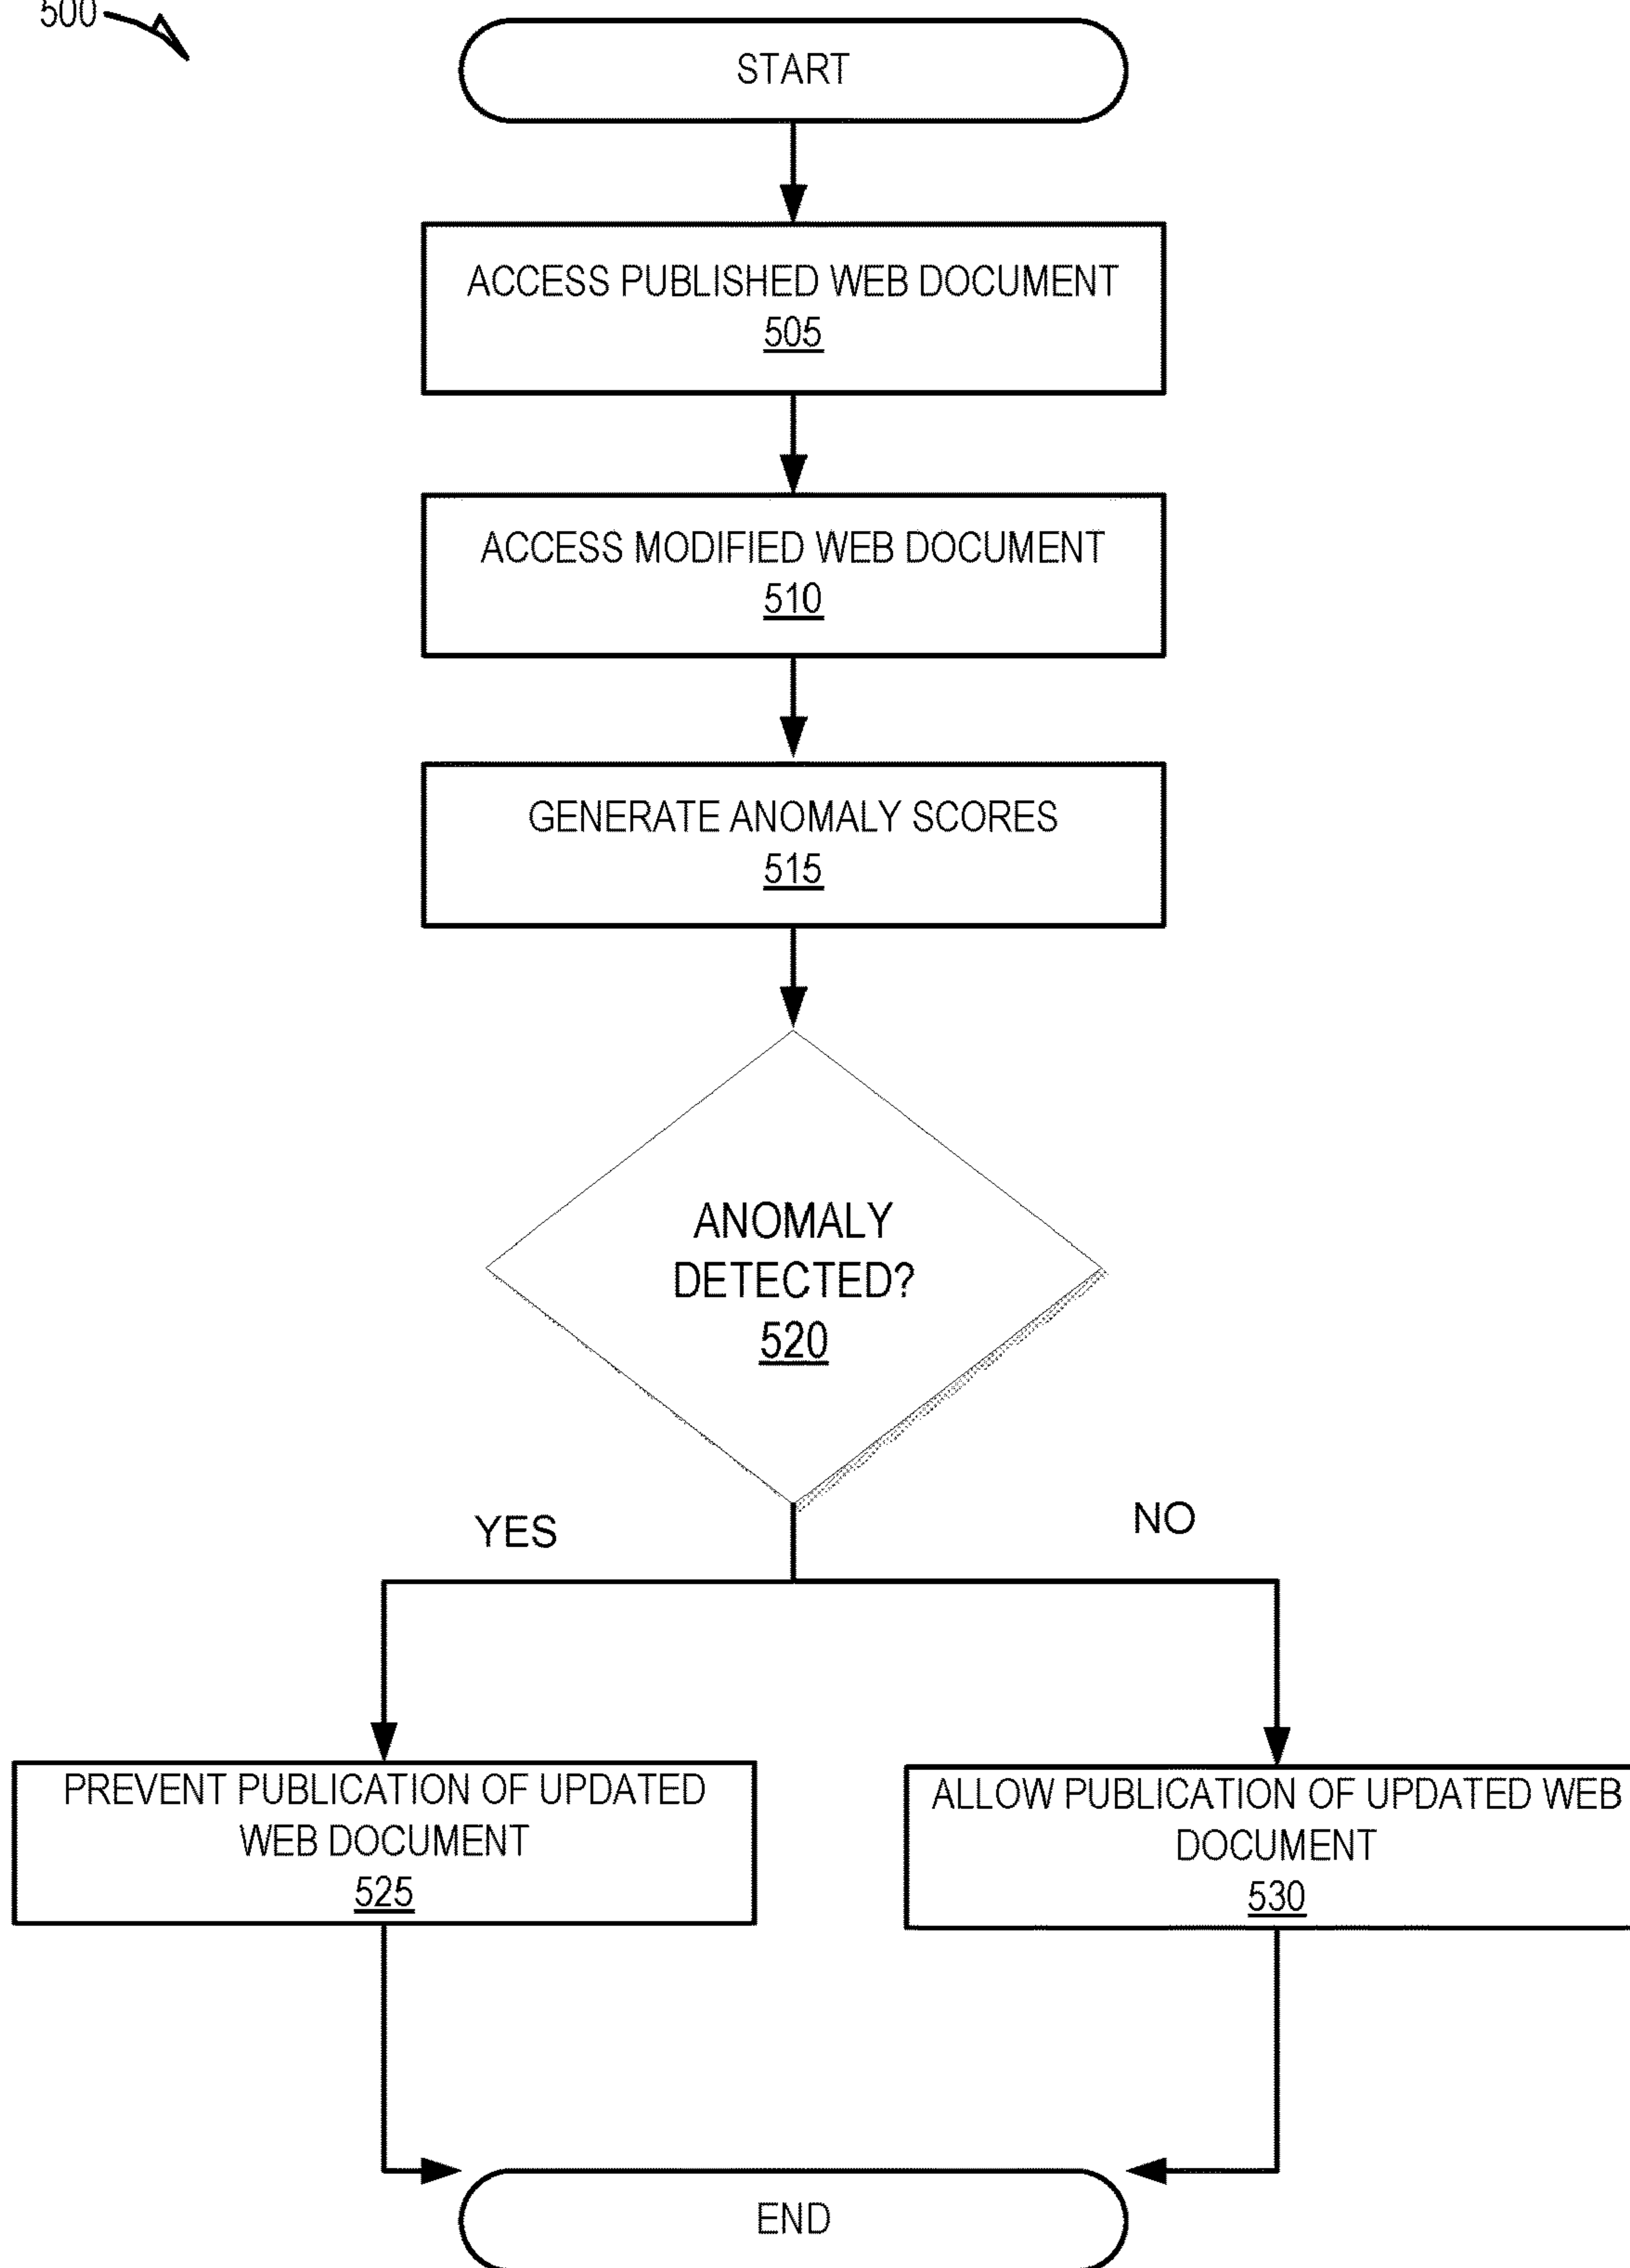 500
START
ACCESS PUBLISHED WEB DOCUMENT
505
ACCESS MODIFIED WEB DOCUMENT
510
GENERATE ANOMALY SCORES
515
ANOMALY
DETECTED?
520
YES
NO
PREVENT PUBLICATION OF UPDATED
WEB DOCUMENT
525
ALLOW PUBLICATION OF UPDATED WEB
DOCUMENT
530
END